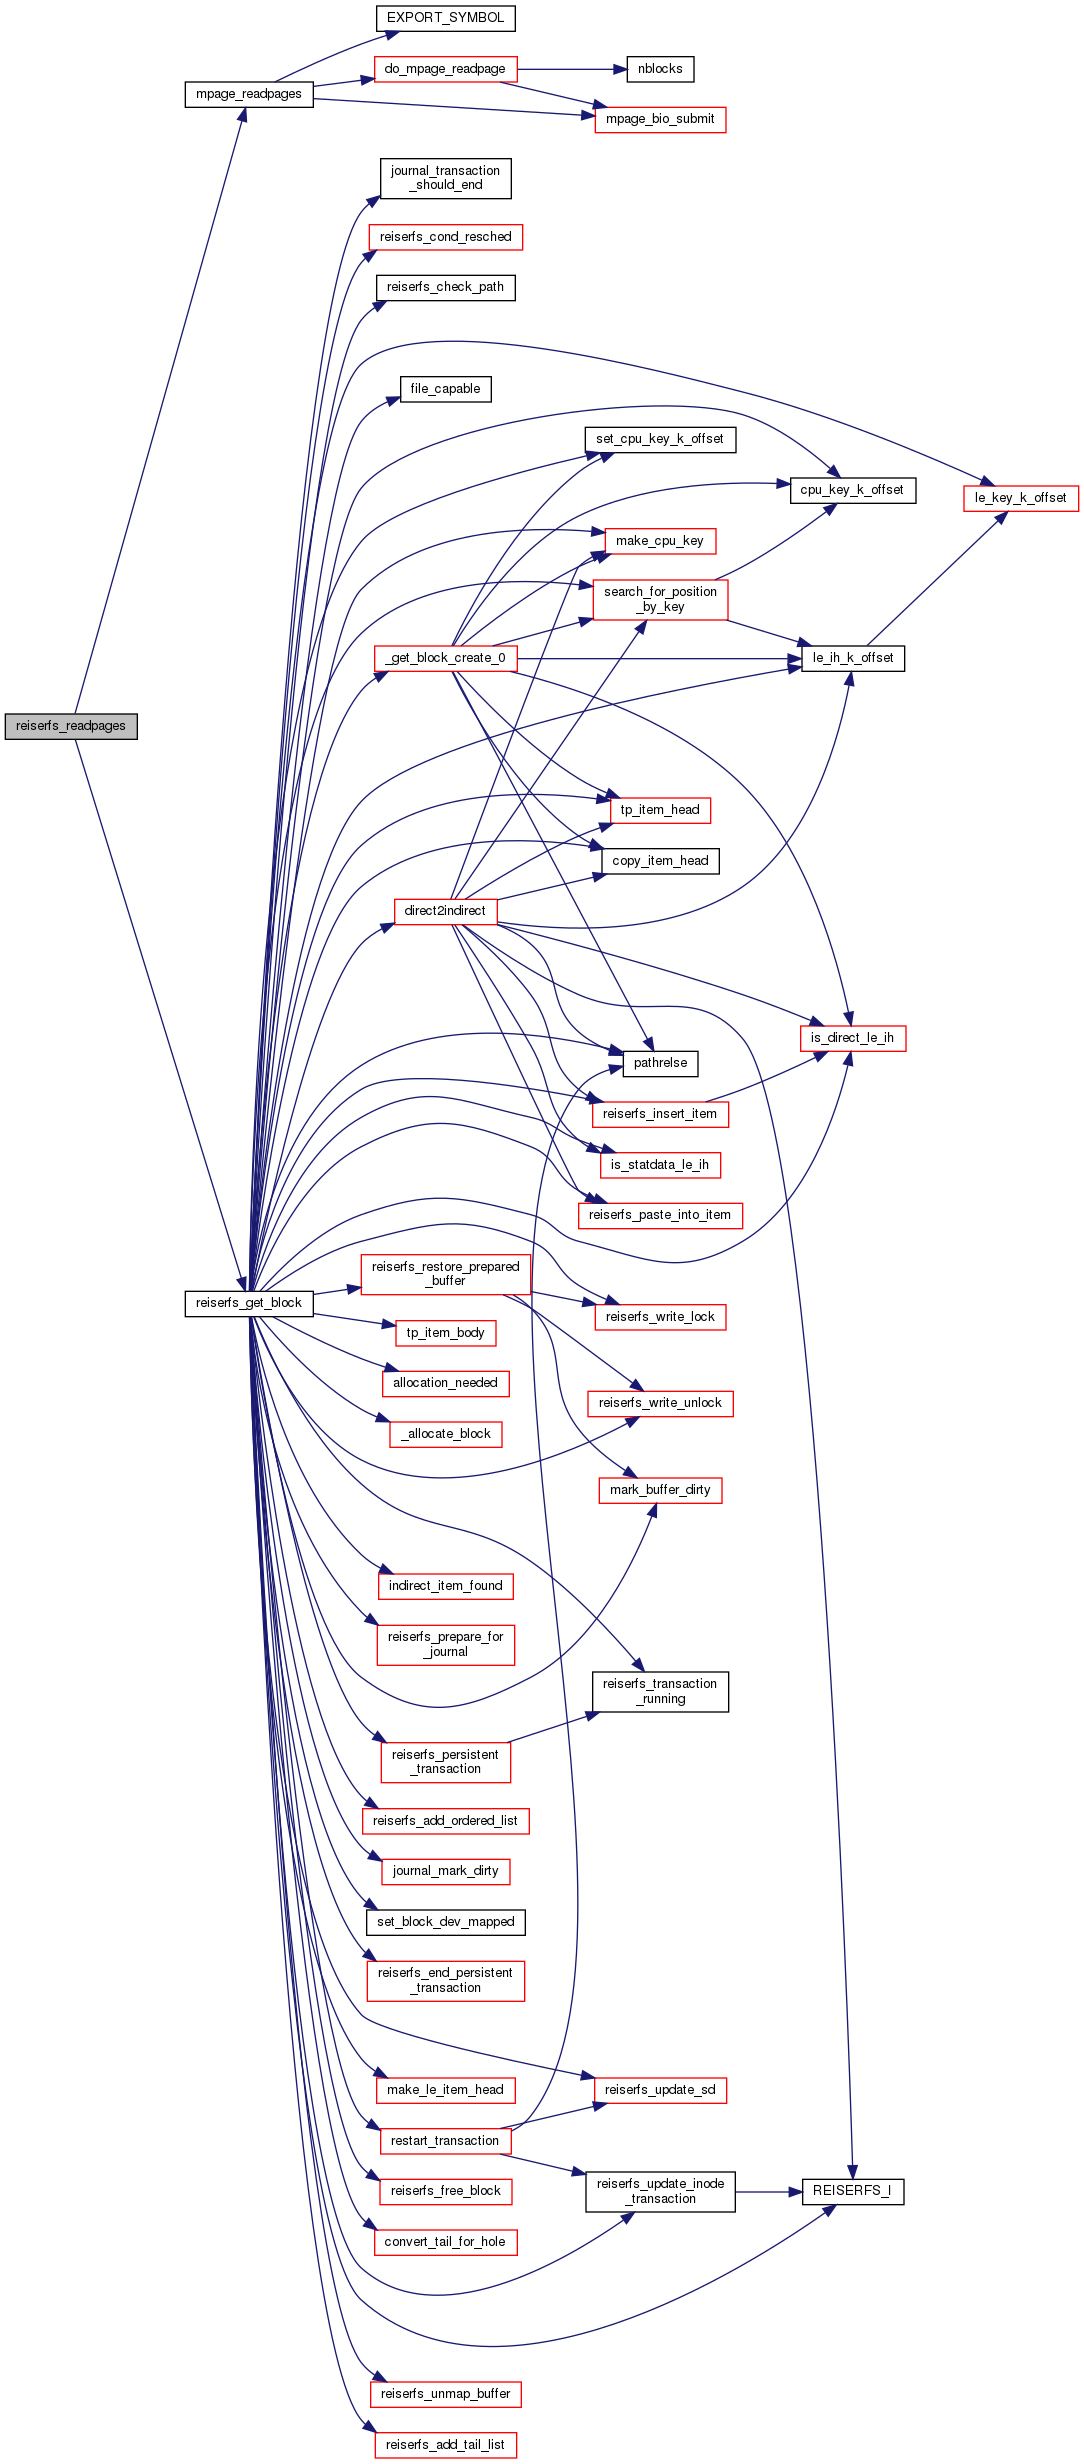 EXPORT_SYMBOL
do_mpage_readpage
nblocks
mpage_readpages
mpage_bio_submit
journal_transaction
_should_end
reiserfs_cond_resched
reiserfs_check_path
file_capable
set_cpu_key_k_offset
cpu_key_k_offset
le_key_k_offset
make_cpu_key
search_for_position
_by_key
_get_block_create_0
le_ih_k_offset
reiserfs_readpages
tp_item_head
copy_item_head
direct2indirect
is_direct_le_ih
pathrelse
reiserfs_insert_item
is_statdata_le_ih
reiserfs_paste_into_item
reiserfs_restore_prepared
_buffer
reiserfs_get_block
reiserfs_write_lock
tp_item_body
allocation_needed
reiserfs_write_unlock
_allocate_block
mark_buffer_dirty
indirect_item_found
reiserfs_prepare_for
_journal
reiserfs_transaction
_running
reiserfs_persistent
_transaction
reiserfs_add_ordered_list
journal_mark_dirty
set_block_dev_mapped
reiserfs_end_persistent
_transaction
make_le_item_head
reiserfs_update_sd
restart_transaction
reiserfs_update_inode
_transaction
reiserfs_free_block
REISERFS_I
convert_tail_for_hole
reiserfs_unmap_buffer
reiserfs_add_tail_list